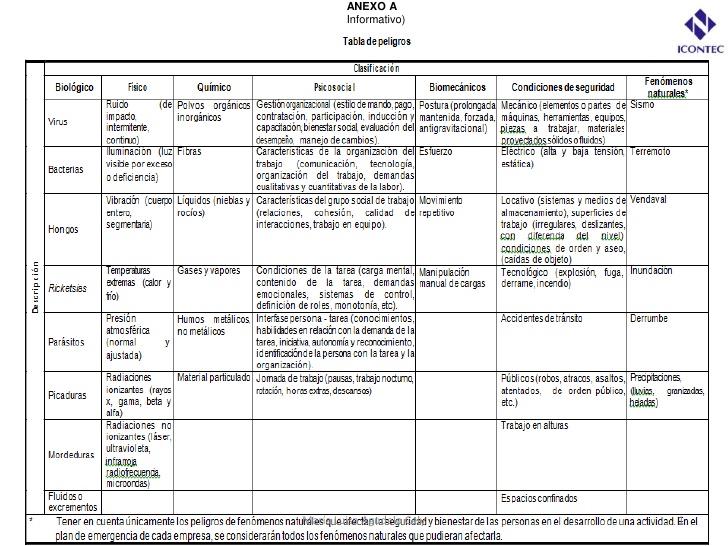 ANEXO A
Informativo)
Tabla de peligros
ICONTEC
Clasificación
Biológico Físico Químico Psicosocial Biomecánicos Condiciones de seguridad Fenómenos naturales*
Descripción
Virus
Ruido (de impacto, intermitente, continuo)
Polvos orgánicos inorgánicos
Gestión organizacional (estilo de mando, pago, contratación, participación, inducción y capacitación, bienestar social, evaluación del desempeño, manejo de cambios).
Postura (prolongada mantenida, forzada, antigravitacional)
Mecánico (elementos o partes de máquinas, herramientas, equipos, piezas a trabajar, materiales proyectados sólidos o fluidos)
Sismo
Bacterias
Iluminación (luz visible por exceso o deficiencia)
Fibras
Características de la organización del trabajo (comunicación, tecnología, organización del trabajo, demandas cualitativas y cuantitativas de la labor).
Esfuerzo
Eléctrico (alta y baja tensión, estática)
Terremoto
Hongos
Vibración (cuerpo entero, segmentaria)
Líquidos (nieblas y rocíos)
Características del grupo social de trabajo (relaciones, cohesión, calidad de interacciones, trabajo en equipo).
Movimiento repetitivo
Locativo (sistemas y medios de almacenamiento), superficies de trabajo (irregulares, deslizantes, con diferencia del nivel) condiciones de orden y aseo, (caídas de objeto)
Vendaval
Ricketsias
Temperaturas extremas (calor y frío)
Gases y vapores
Condiciones de la tarea (carga mental, contenido de la tarea, demandas emocionales, sistemas de control, definición de roles, monotonía, etc).
Manipulación manual de cargas
Tecnológico (explosión, fuga, derrame, incendio)
Inundación
Parásitos
Presión atmosférica (normal y ajustada)
Humos metálicos, no metálicos
Interfase persona - tarea (conocimientos, habilidades en relación con la demanda de la tarea, iniciativa, autonomía y reconocimiento, identificación de la persona con la tarea y la organización).
Accidentes de tránsito
Derrumbe
Picaduras
Radiaciones ionizantes (rayos x, gama, beta y alfa)
Material particulado
Jornada de trabajo (pausas, trabajo nocturno, rotación, horas extras, descansos)
Públicos (robos, atracos, asaltos, atentados, de orden público, etc.)
Precipitaciones, (lluvias, granizadas, heladas)
Mordeduras
Radiaciones no ionizantes (láser, ultravioleta, infrarroja radiofrecuencia, microondas)
Trabajo en alturas
Fluidos o excrementos
Espacios confinados
* Tener en cuenta únicamente los peligros de fenómenos naturales que afectan la seguridad y bienestar de las personas en el desarrollo de una actividad. En el
plan de emergencia de cada empresa, se considerarán todos los fenómenos naturales que pudieran afectarla.